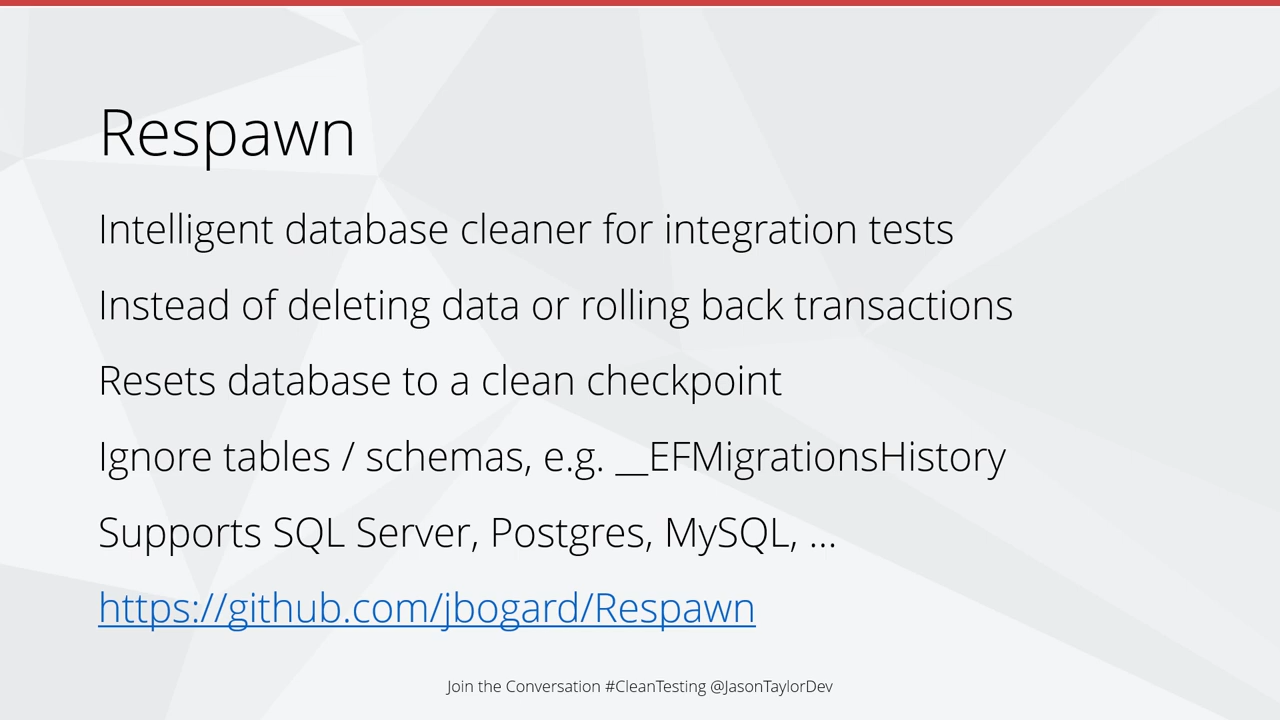 Respawn
Intelligent database cleaner for integration tests
Instead of deleting data or rolling back transactions
Resets database to a clean checkpoint
Ignore tables / schemas, e.g. __EFMigrationsHistory
Supports SQL Server, Postgres, MySQL, ...
https://github.com/jbogard/Respawn
Join the Conversation #CleanTesting @JasonTaylorDev